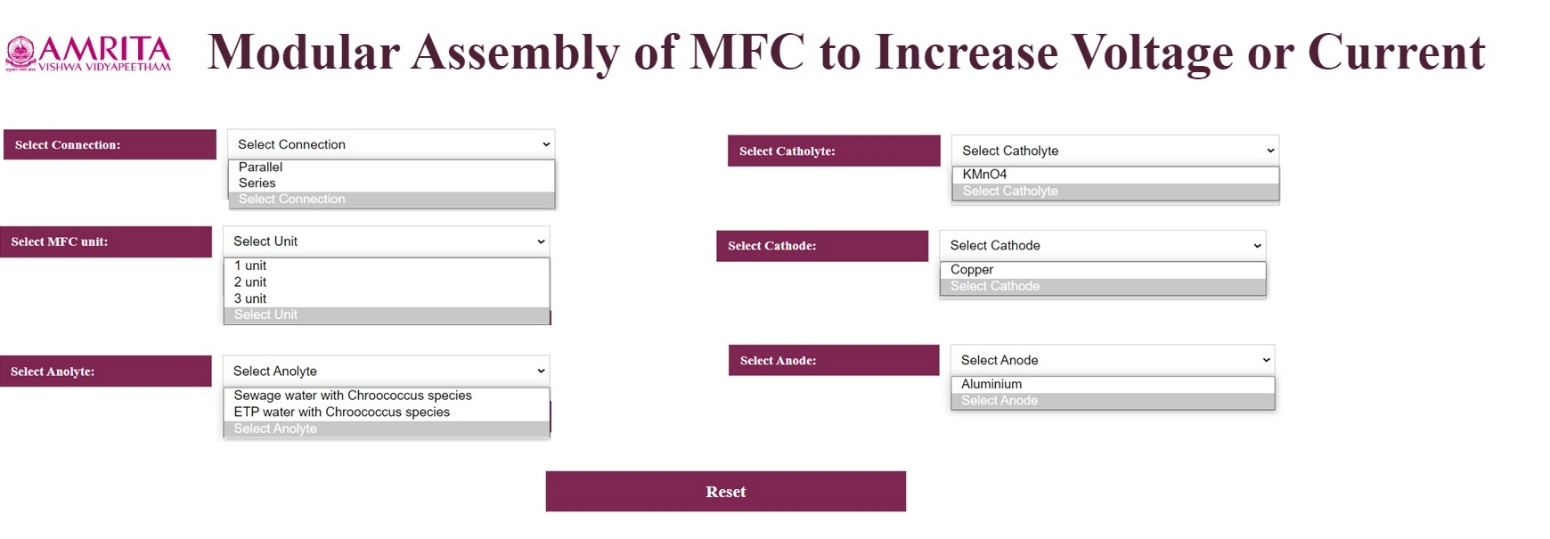 AMRITA
VISHWA VIDYAPEETHAM
Modular Assembly of MFC to Increase Voltage or Current
Select Connection:
Select Connection
Parallel
Series
Select Connection
Select Catholyte:
Select Catholyte
KMnO4
Select Catholyte
Select MFC unit:
Select Unit
1 unit
2 unit
3 unit
Select Unit
Select Cathode:
Select Cathode
Copper
Select Cathode
Select Anolyte:
Select Anolyte
Sewage water with Chroococcus species
ETP water with Chroococcus species
Select Anolyte
Select Anode:
Select Anode
Aluminium
Select Anode
Reset